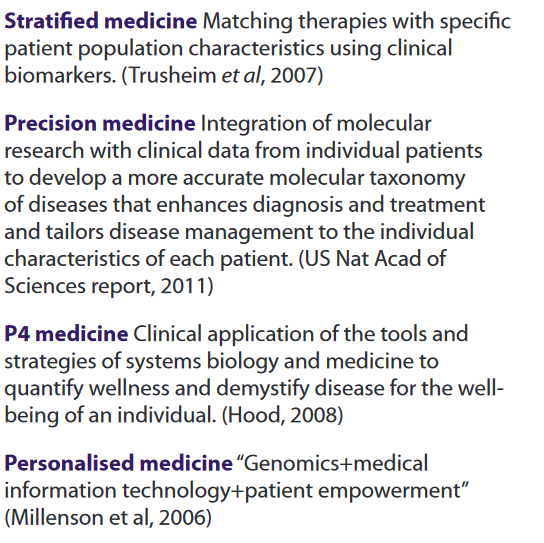 Stratified medicine Matching therapies with specific
patient population characteristics using clinical
biomarkers. (Trusheim et al, 2007)
Precision medicine Integration of molecular
research with clinical data from individual patients
to develop a more accurate molecular taxonomy
of diseases that enhances diagnosis and treatment
and tailors disease management to the individual
characteristics of each patient. (US Nat Acad of
Sciences report, 2011)
P4 medicine Clinical application of the tools and
strategies of systems biology and medicine to
quantify wellness and demystify disease for the well-
being of an individual. (Hood, 2008)
Personalised medicine “Genomics+medical
information technology+patient empowerment”
(Millenson et al, 2006)